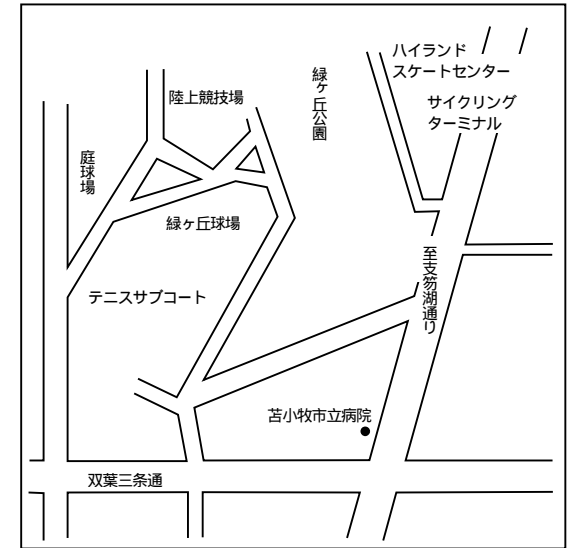 ハイランド
スケートセンター
緑ヶ丘公園
陸上競技場
サイクリング
ターミナル
庭球場
緑ヶ丘球場
至支笏湖通り
テニスサブコート
苫小牧市立病院
双葉三条通